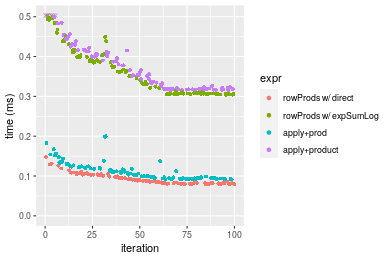 0.5
0.4
0.3
0.2
0.1
0.0
time (ms)
0
25
50
75
100
iteration
expr
rowProds w/ direct
rowProds w/ expSumLog
apply+prod
apply+product